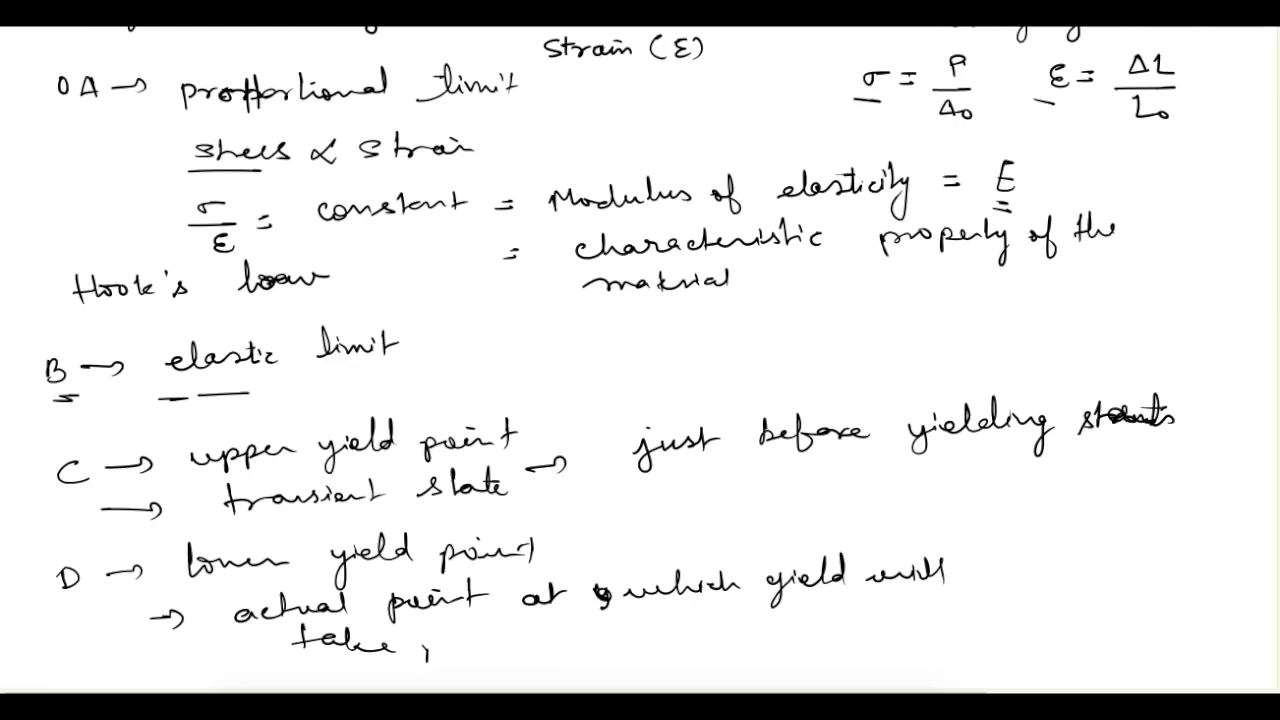 Strain (ε)
OA → proportional limit
σ = P / A₀ ε = ΔL / L₀
stress ∝ strain
σ / ε = constant = Modulus of elasticity = E
= characteristic property of the
material
Hook's law
B → elastic limit
C → upper yield point
→ transient state → just before yielding starts
D → lower yield point
→ actual point at which yield will
take